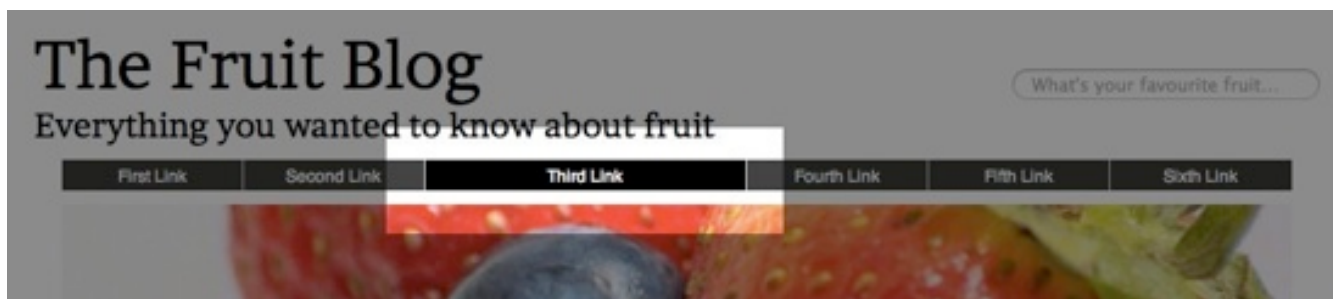 The Fruit Blog
What's your favourite fruit...
Everything you wanted to know about fruit
First Link Second Link Third Link Fourth Link Fifth Link Sixth Link